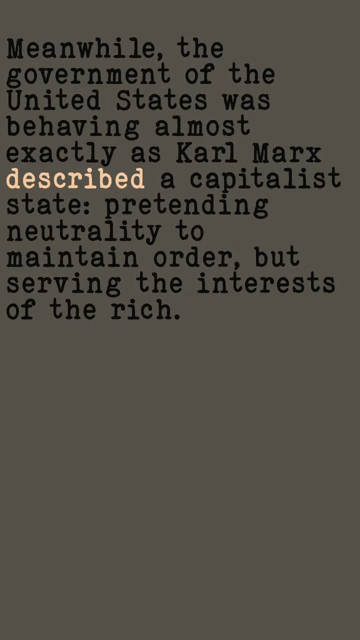 Meanwhile, the
government of the
United States was
behaving almost
exactly as Karl Marx
described a capitalist
state: pretending
neutrality to
maintain order, but
serving the interests
of the rich.